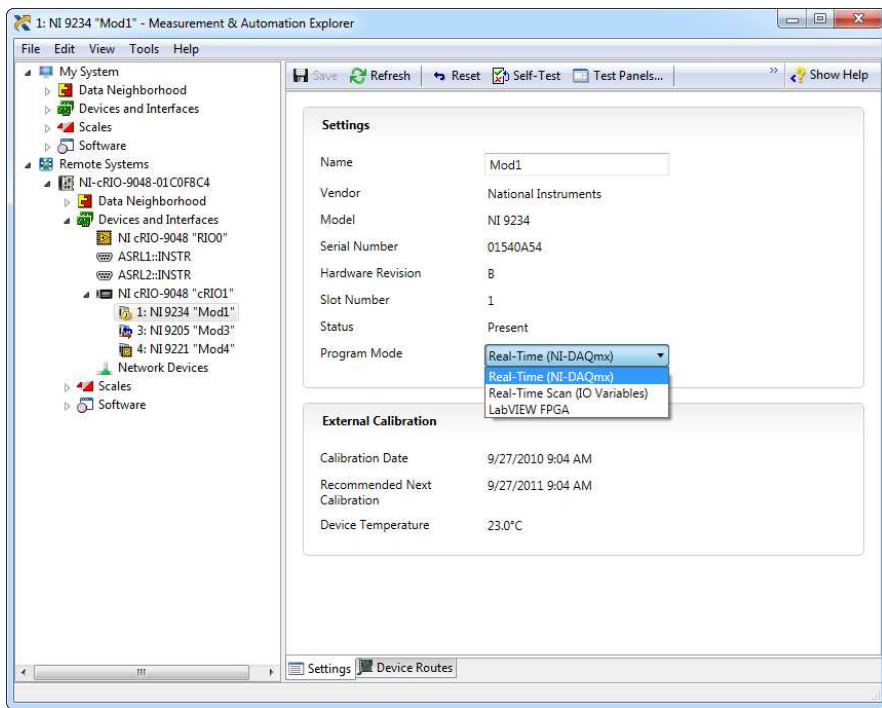 1: NI 9234 "Mod1" - Measurement & Automation Explorer
File Edit View Tools Help
My System
Data Neighborhood
Devices and Interfaces
Scales
Software
Remote Systems
NI-cRIO-9048-01C0F8C4
Data Neighborhood
Devices and Interfaces
NI cRIO-9048 "RIO0"
ASRL1::INSTR
ASRL2::INSTR
NI cRIO-9048 "cRIO1"
1: NI 9234 "Mod1"
3: NI 9205 "Mod3"
4: NI 9221 "Mod4"
Network Devices
Scales
Software
Save Refresh Reset Self-Test Test Panels... » Show Help
Settings
Name Mod1
Vendor National Instruments
Model NI 9234
Serial Number 01540A54
Hardware Revision B
Slot Number 1
Status Present
Program Mode Real-Time (NI-DAQmx)
Real-Time (NI-DAQmx)
Real-Time Scan (IO Variables)
LabVIEW FPGA
External Calibration
Calibration Date 9/27/2010 9:04 AM
Recommended Next 9/27/2011 9:04 AM
Calibration
Device Temperature 23.0°C
Settings Device Routes